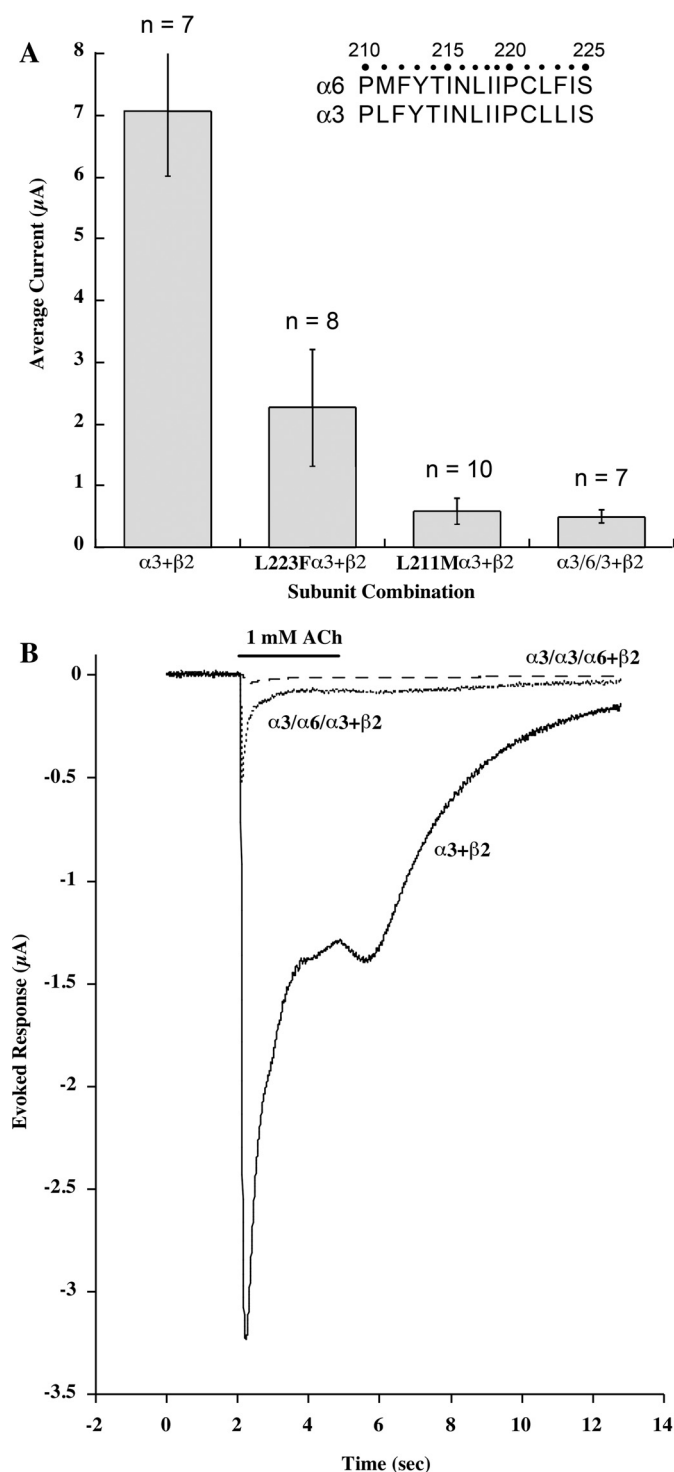 A
n = 7
210 215 220 225
α6 PMFYTINLIIPCLFIS
α3 PLFYTINLIIPCLLIS
8
7
6
5
4
3
2
1
0
Average Current (µA)
n = 8
n = 10
n = 7
α3+β2 L223Fα3+β2 L211Mα3+β2 α3/6/3+β2
Subunit Combination
B
1 mM ACh
α3/α3/α6+β2
α3/α6/α3+β2
α3+β2
0
-0.5
-1
-1.5
-2
-2.5
-3
-3.5
Evoked Response (µA)
-2 0 2 4 6 8 10 12 14
Time (sec)